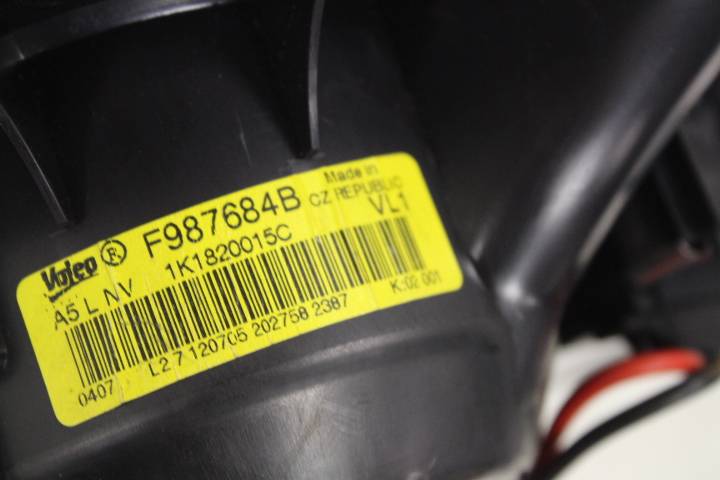 Valeo ® F987684B Made in
CZ REPUBLIC
1K1820015C VL1
A5 L NV
K:02 001
0407 L2 7 120705 202758 2387